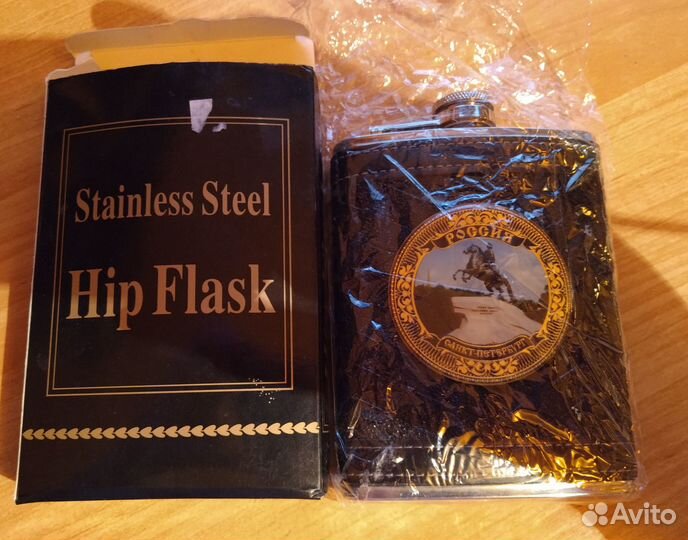 Stainless Steel
Hip Flask
РОССИЯ
САНКТ-ПЕТЕРБУРГ
Avito